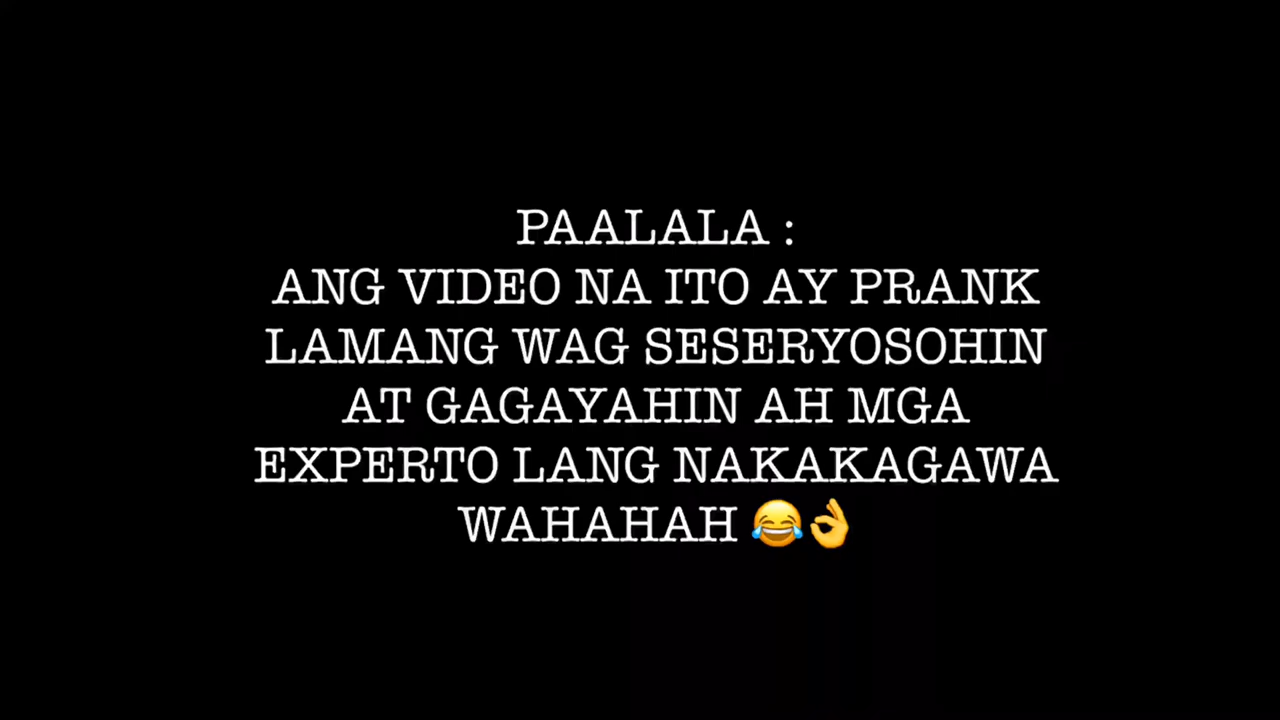 PAALALA :
ANG VIDEO NA ITO AY PRANK
LAMANG WAG SESERYOSOHIN
AT GAGAYAHIN AH MGA
EXPERTO LANG NAKAKAGAWA
WAHAHAH 😂👌